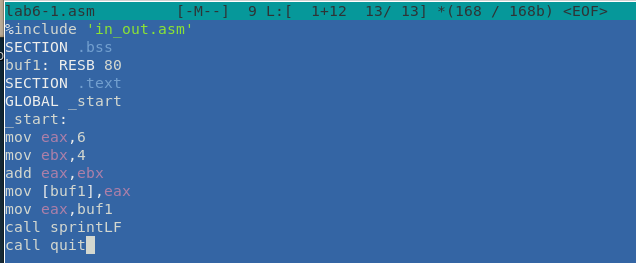 lab6-1.asm [-M--] 9 L:[ 1+12 13/ 13] *(168 / 168b) <EOF>
%include 'in_out.asm'
SECTION .bss
buf1: RESB 80
SECTION .text
GLOBAL _start
_start:
mov eax,6
mov ebx,4
add eax,ebx
mov [buf1],eax
mov eax,buf1
call sprintLF
call quit